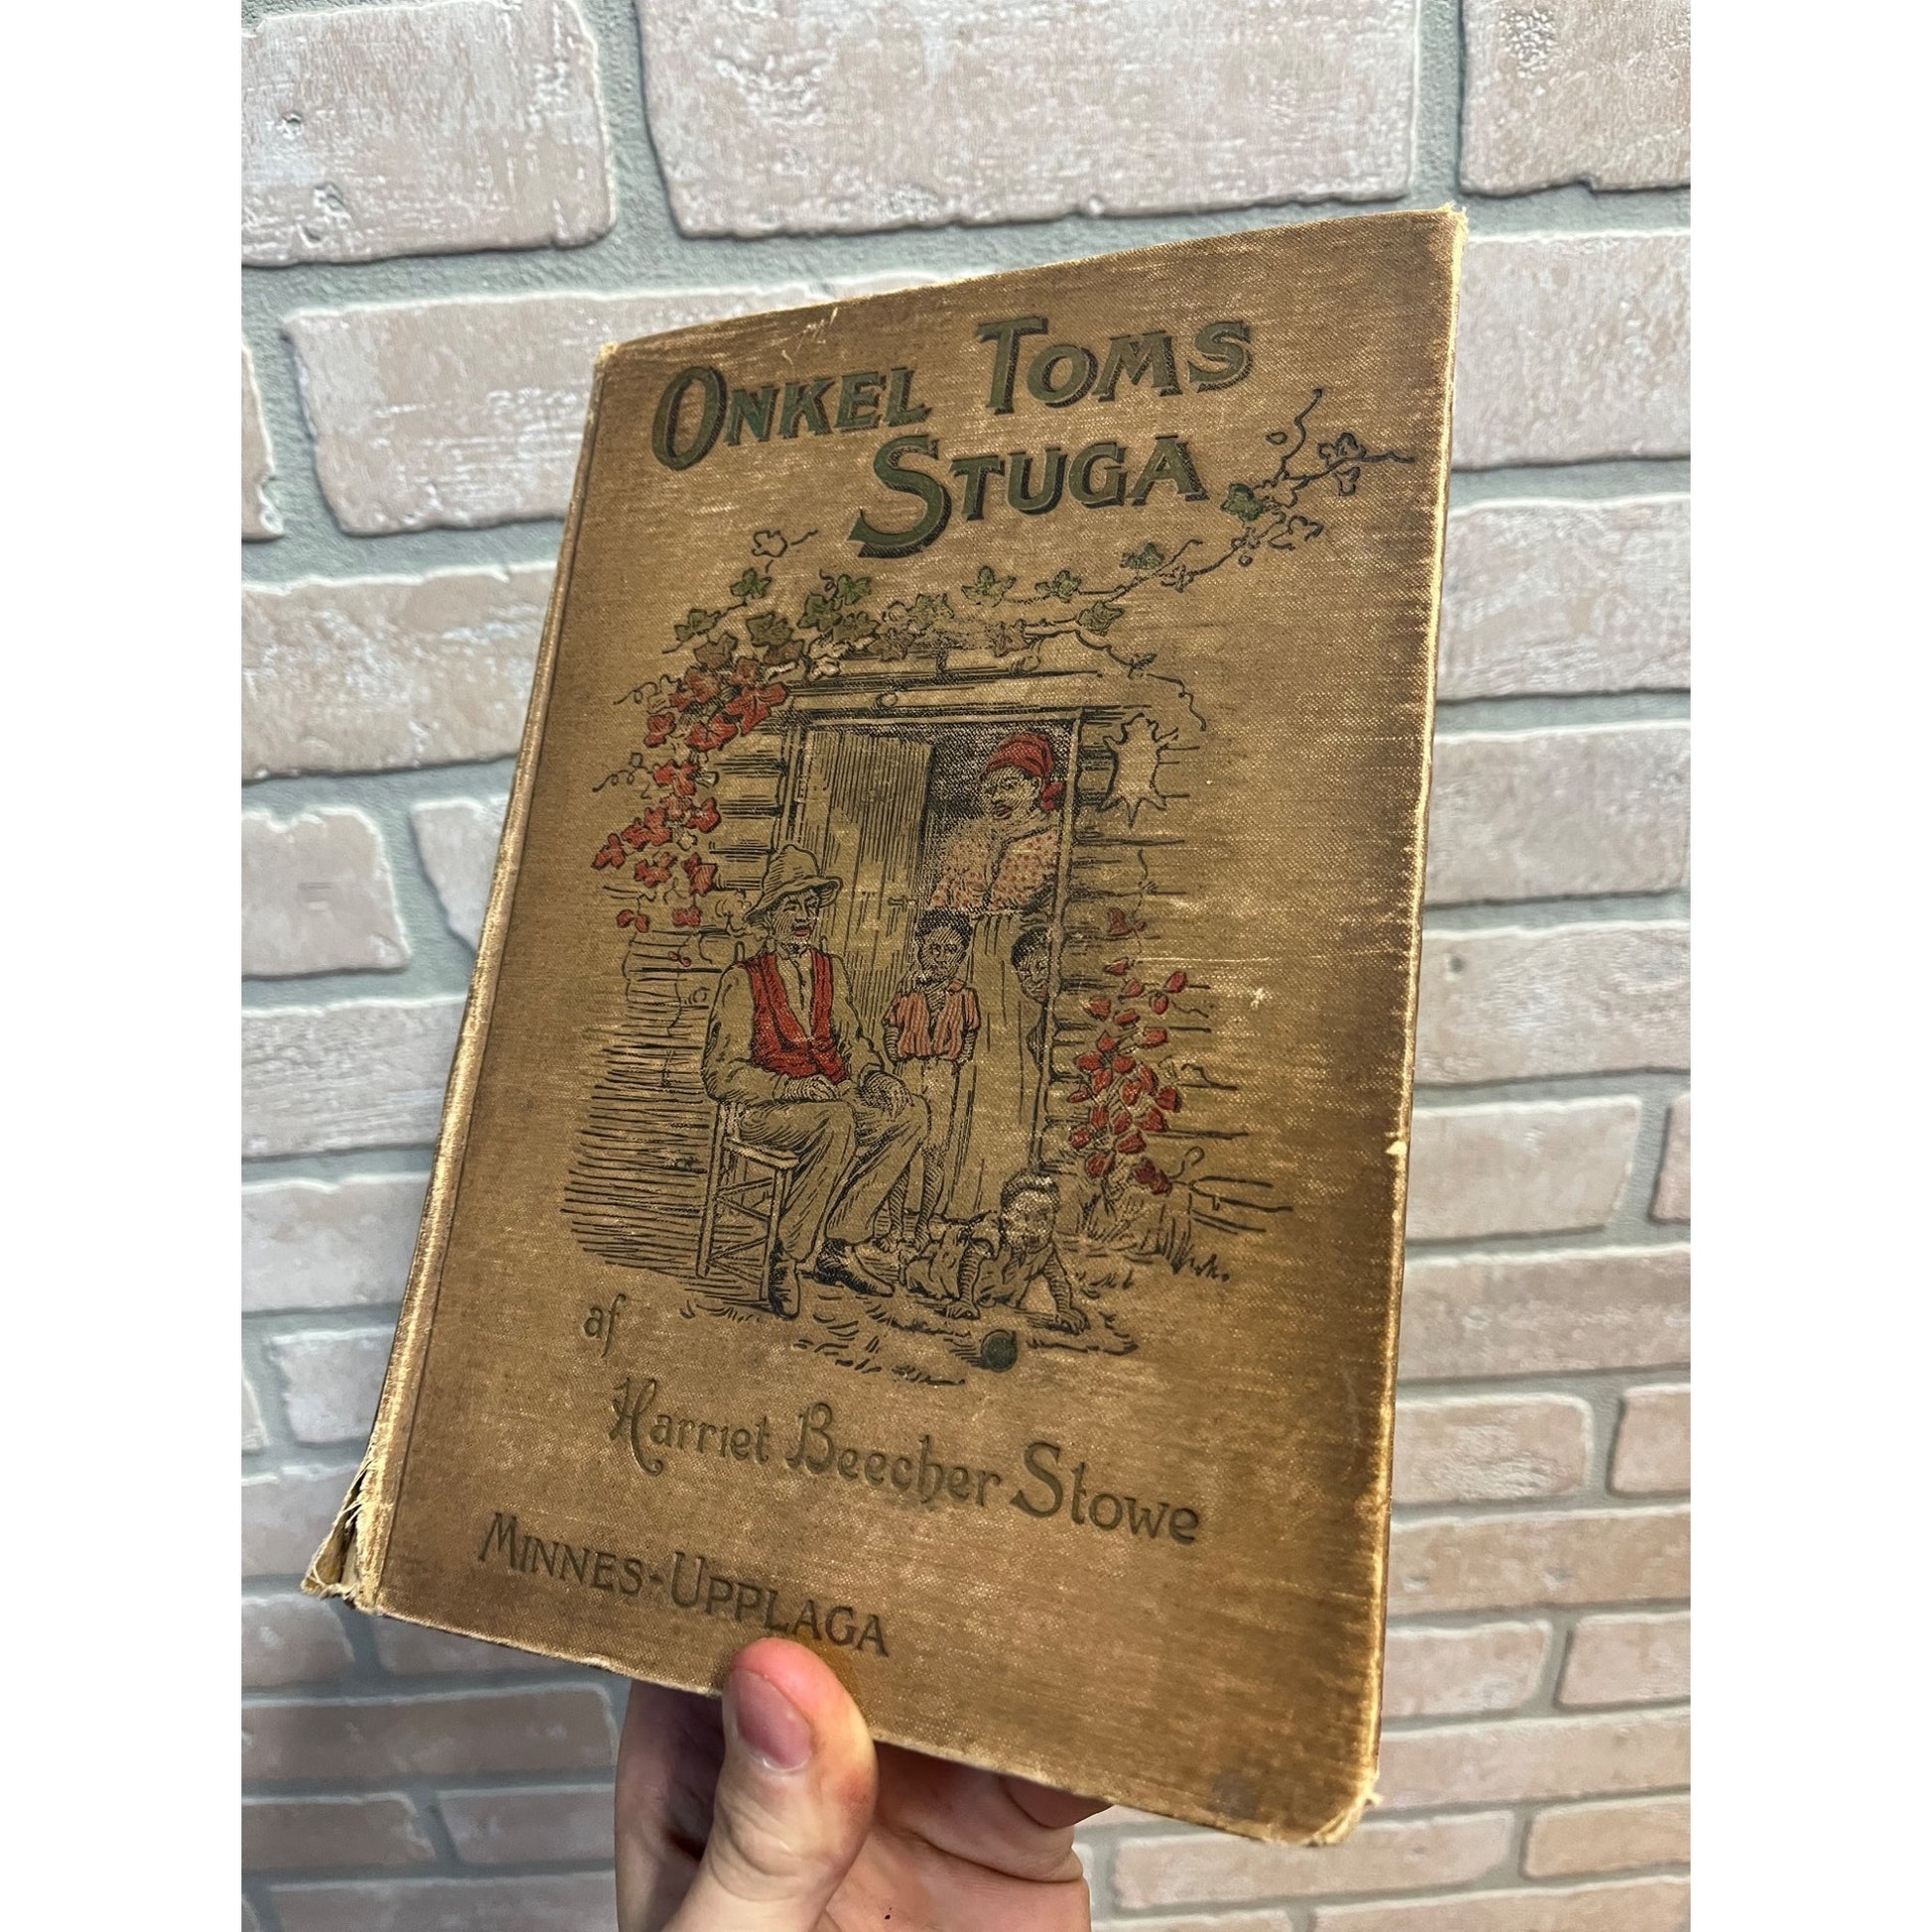 ONKEL TOMS
STUGA
af
Harriet Beecher Stowe
MINNES-UPPLAGA